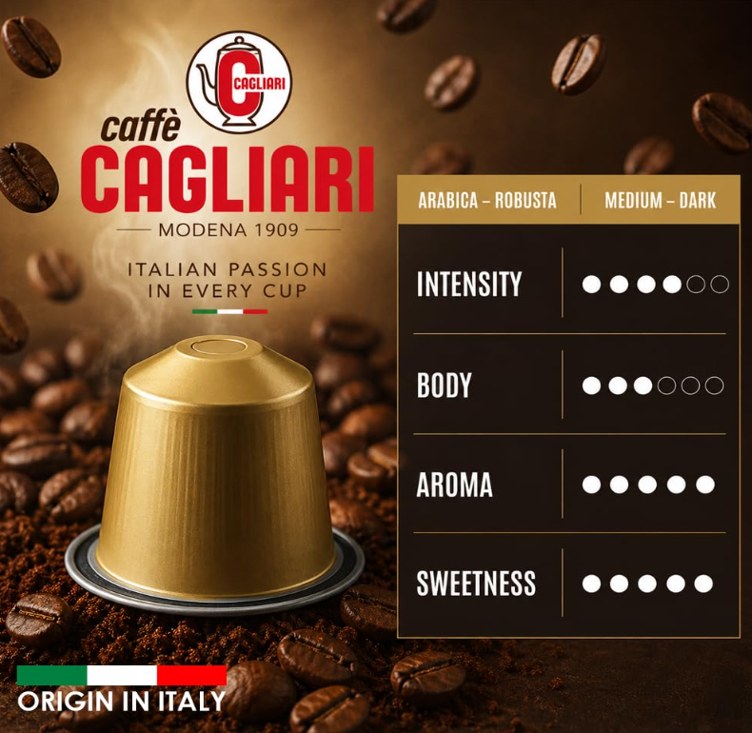 CAGLIARI
caffè
CAGLIARI
MODENA 1909
ITALIAN PASSION
IN EVERY CUP
ARABICA – ROBUSTA
MEDIUM – DARK
INTENSITY
BODY
AROMA
SWEETNESS
ORIGIN IN ITALY